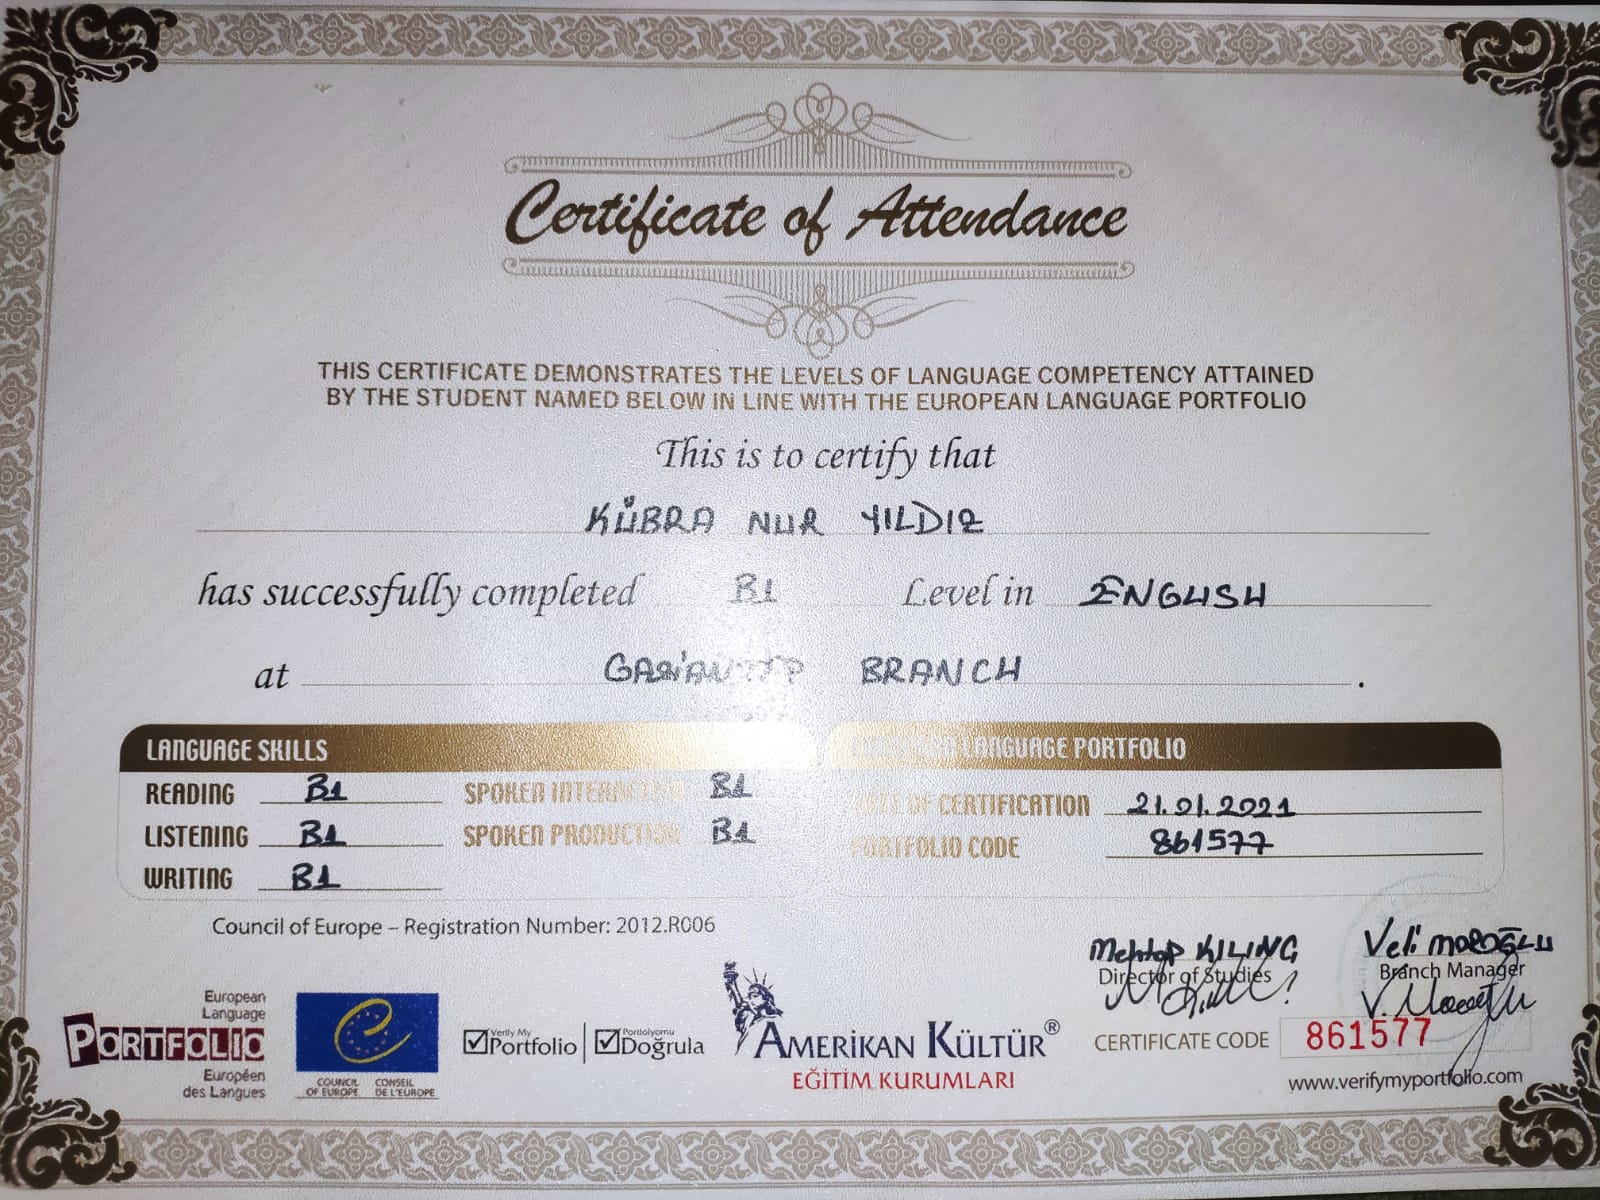 Certificate of Attendance
THIS CERTIFICATE DEMONSTRATES THE LEVELS OF LANGUAGE COMPETENCY ATTAINED
BY THE STUDENT NAMED BELOW IN LINE WITH THE EUROPEAN LANGUAGE PORTFOLIO
This is to certify that
KÜBRA NUR YILDIZ
has successfully completed B1 Level in ENGLISH
at GAZİANTEP BRANCH.
LANGUAGE SKILLS
READING B1 SPOKEN INTERACTION B1
LISTENING B1 SPOKEN PRODUCTION B1
WRITING B1
EUROPEAN LANGUAGE PORTFOLIO
DATE OF CERTIFICATION 21.01.2021
PORTFOLIO CODE 861577
Council of Europe – Registration Number: 2012.R006
Mehtap KILINÇ
Director of Studies
Veli MOROĞLU
Branch Manager
European
Language
PORTFOLIO
Européen
des Langues
COUNCIL OF EUROPE
CONSEIL DE L'EUROPE
Verify My Portfolio
Portfolyomu Doğrula
AMERİKAN KÜLTÜR®
EĞİTİM KURUMLARI
CERTIFICATE CODE 861577
www.verifymyportfolio.com